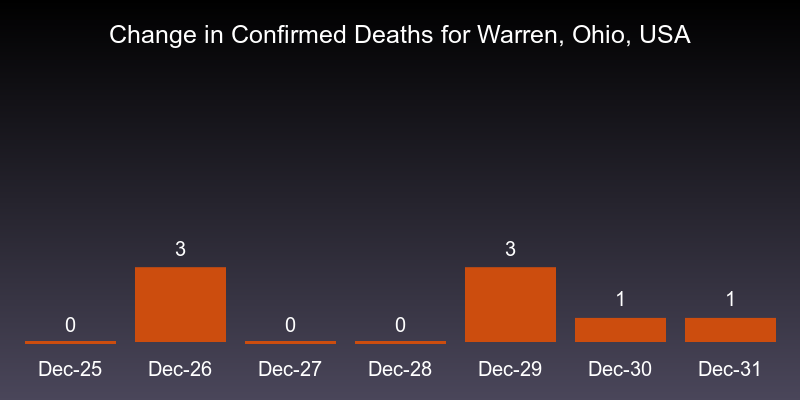 Change in Confirmed Deaths for Warren, Ohio, USA
0 3 0 0 3 1 1
Dec-25 Dec-26 Dec-27 Dec-28 Dec-29 Dec-30 Dec-31